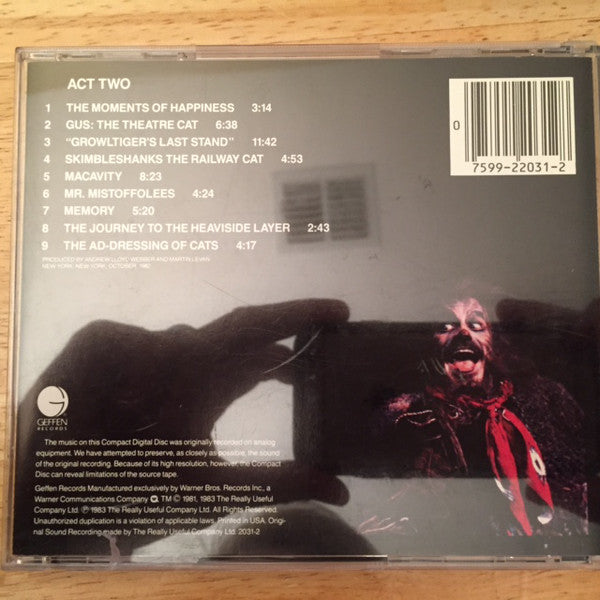 ACT TWO
1 THE MOMENTS OF HAPPINESS 3:14
2 GUS: THE THEATRE CAT 6:38
3 "GROWLTIGER'S LAST STAND" 11:42
4 SKIMBLESHANKS THE RAILWAY CAT 4:53
5 MACAVITY 8:23
6 MR. MISTOFFOLEES 4:24
7 MEMORY 5:20
8 THE JOURNEY TO THE HEAVISIDE LAYER 2:43
9 THE AD-DRESSING OF CATS 4:17
PRODUCED BY ANDREW LLOYD WEBBER AND MARTIN LEVAN
NEW YORK, NEW YORK, OCTOBER, 1982
0
7599-22031-2
G
GEFFEN
RECORDS
The music on this Compact Digital Disc was originally recorded on analog
equipment. We have attempted to preserve, as closely as possible, the sound
of the original recording. Because of its high resolution, however, the Compact
Disc can reveal limitations of the source tape.
Geffen Records Manufactured exclusively by Warner Bros. Records Inc., a
Warner Communications Company TM © 1981, 1983 The Really Useful
Company Ltd. ℗ 1983 The Really Useful Company Ltd. All Rights Reserved.
Unauthorized duplication is a violation of applicable laws. Printed in USA. Origi-
nal Sound Recording made by The Really Useful Company Ltd. 2031-2